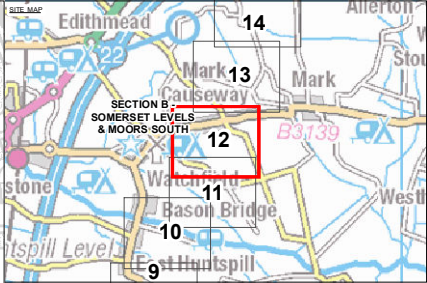 SITE MAP
Edithmead
14
Allerton
22
Mark
13
Causeway
Mark
SECTION B -
SOMERSET LEVELS
& MOORS SOUTH
12
B3139
Watchfield
11
Bason Bridge
10
East Huntspill
9